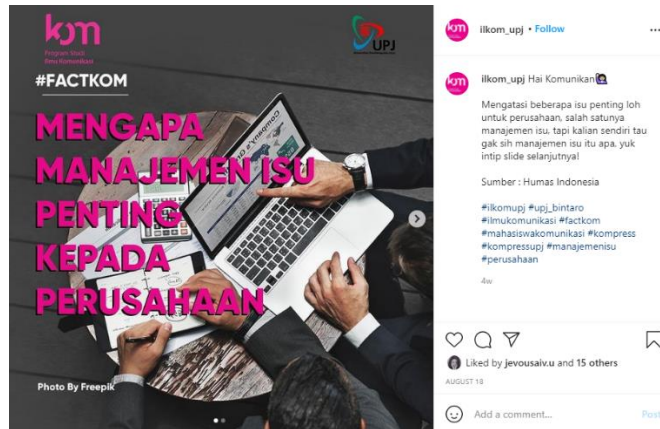 kom
Program Studi
Ilmu Komunikasi
UPJ
#FACTKOM
MENGAPA
MANAJEMEN ISU
PENTING
KEPADA
PERUSAHAAN
Photo By Freepik
ilkom_upj • Follow
ilkom_upj Hai Komunikan
Mengatasi beberapa isu penting loh
untuk perusahaan, salah satunya
manajemen isu, tapi kalian sendiri tau
gak sih manajemen isu itu apa, yuk
intip slide selanjutnya!
Sumber : Humas Indonesia
#ilkomupj #upj_bintaro
#ilmukomunikasi #factkom
#mahasiswakomunikasi #kompress
#kompressupj #manajemenisu
#perusahaan
4w
Liked by jevousaiv.u and 15 others
AUGUST 18
Add a comment...
Post